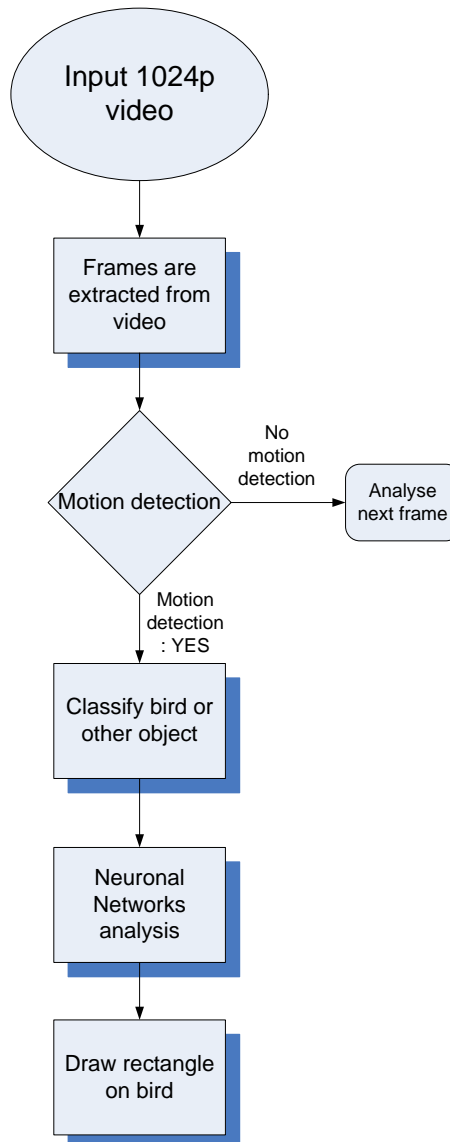 Input 1024p
video
Frames are
extracted from
video
Motion detection
No
motion
detection
Analyse
next frame
Motion
detection
: YES
Classify bird or
other object
Neuronal
Networks
analysis
Draw rectangle
on bird